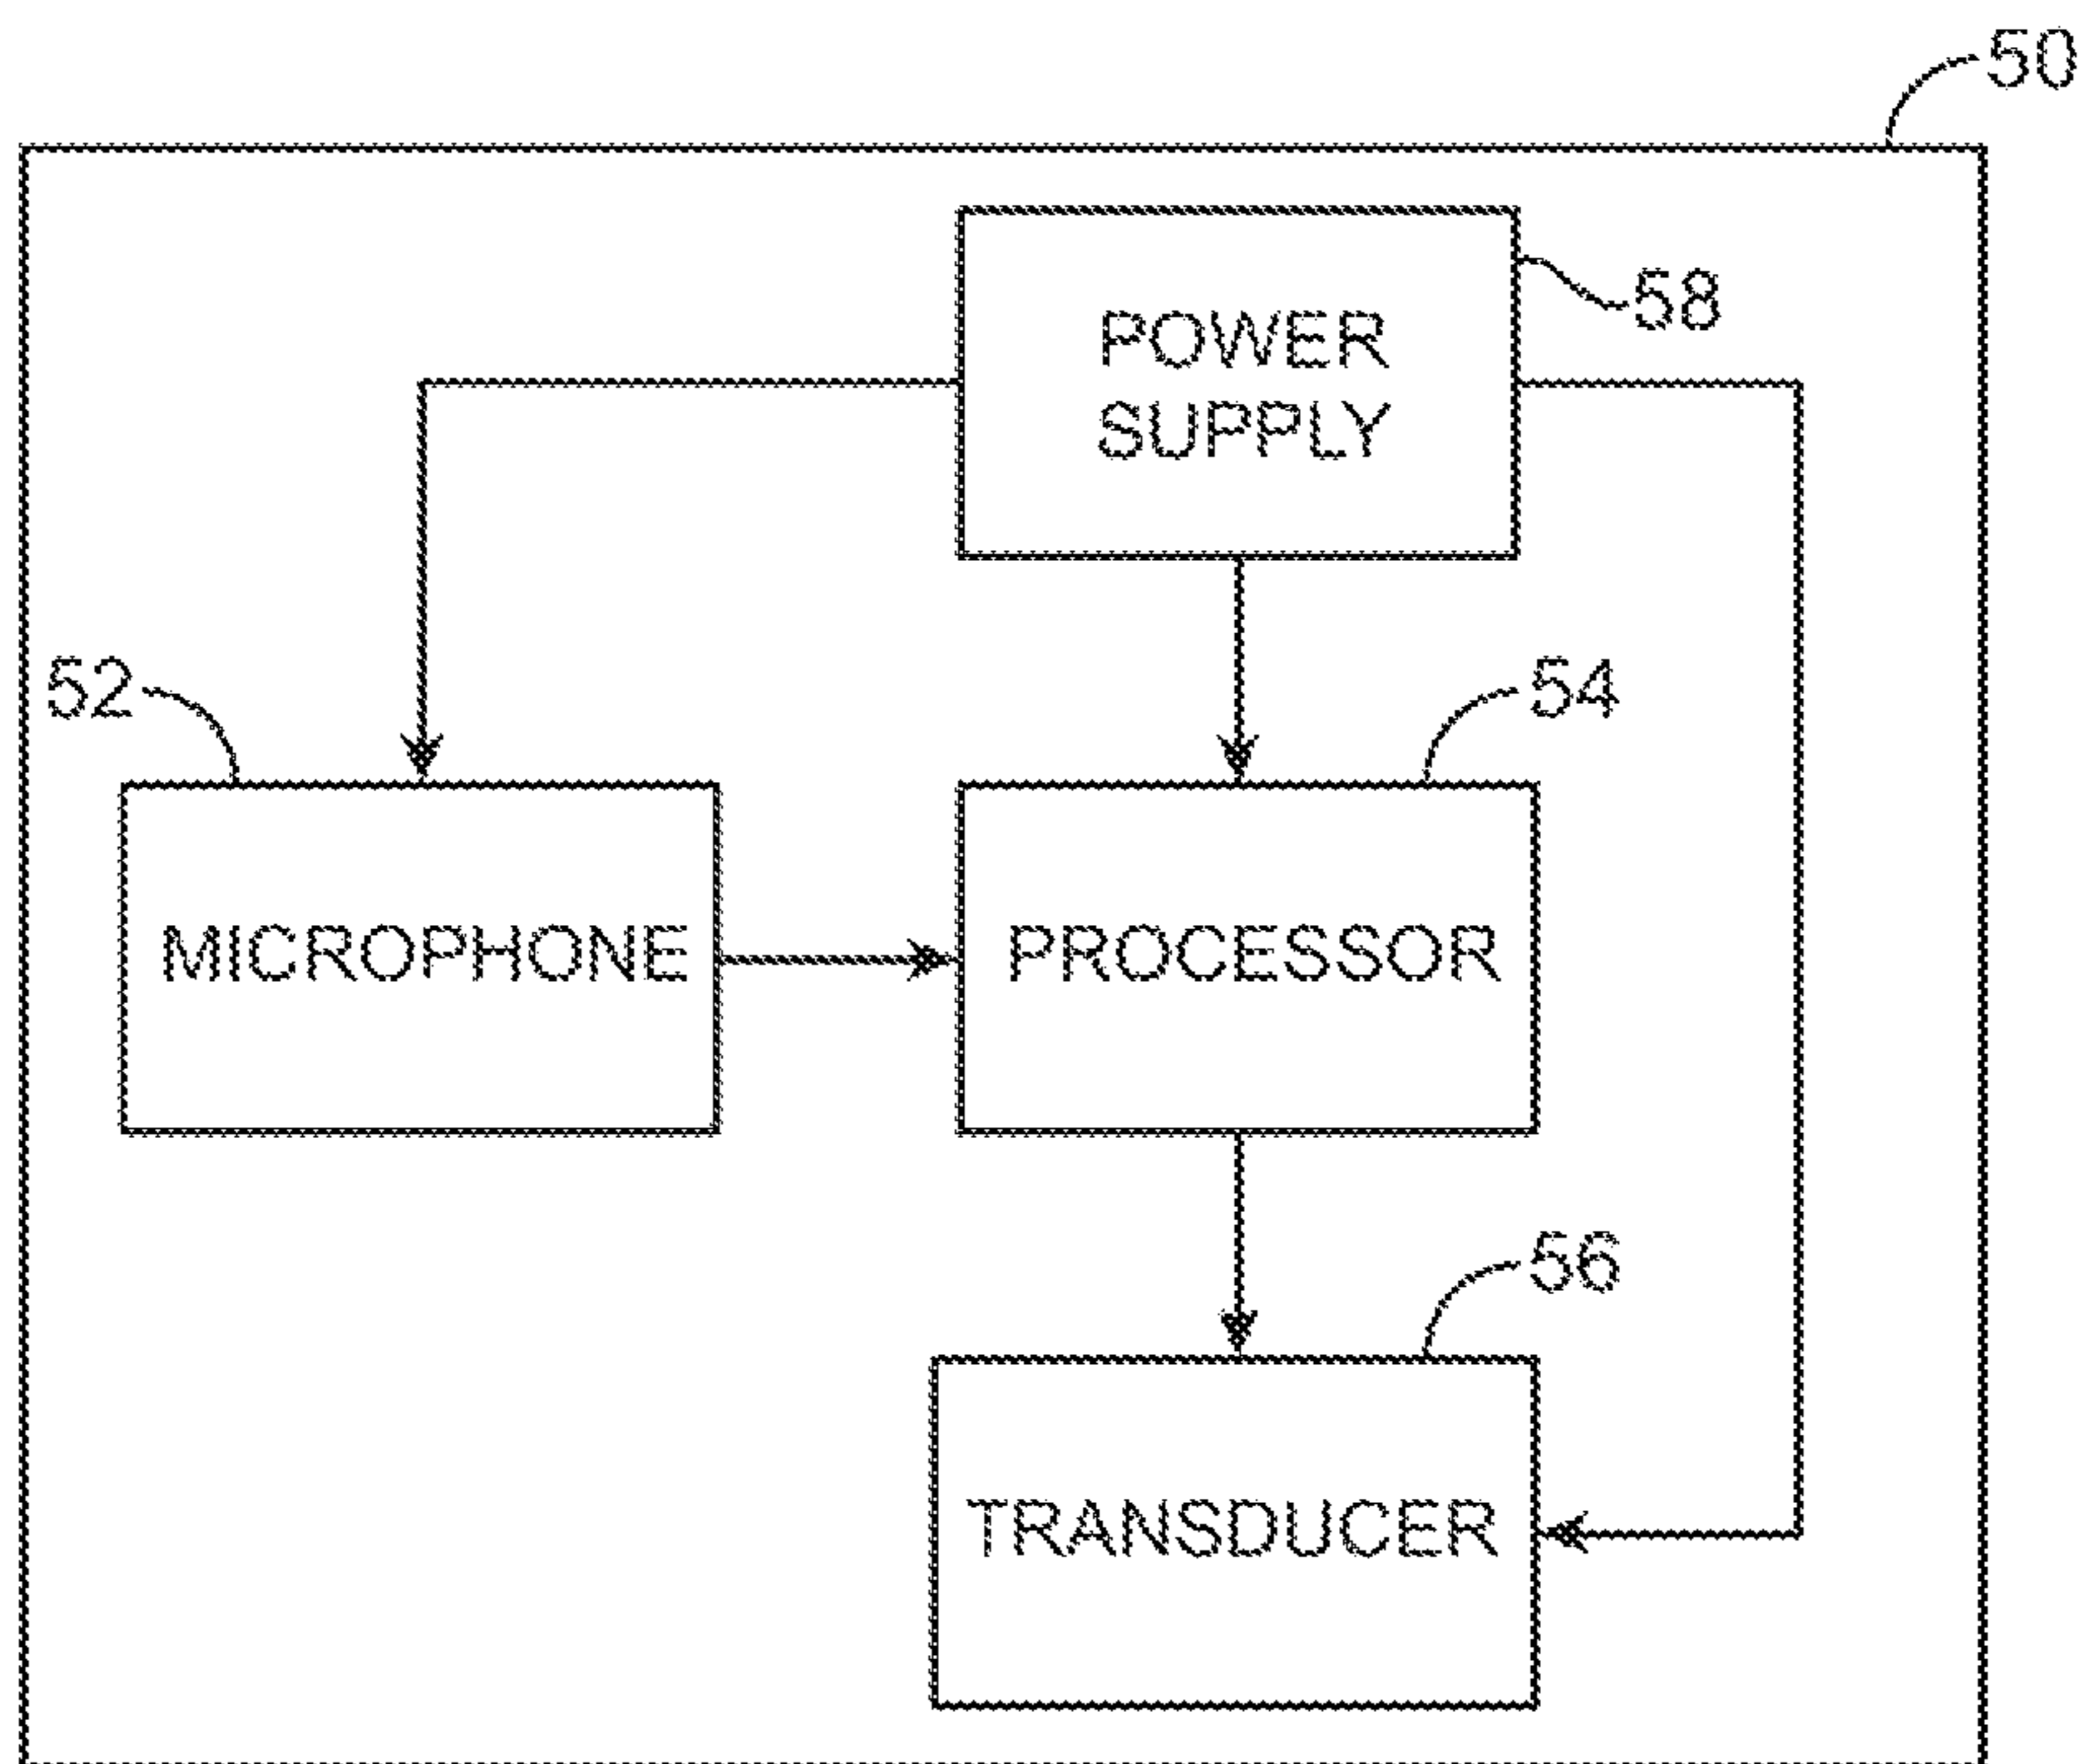 50
POWER
SUPPLY
58
52
54
MICROPHONE
PROCESSOR
56
TRANSDUCER